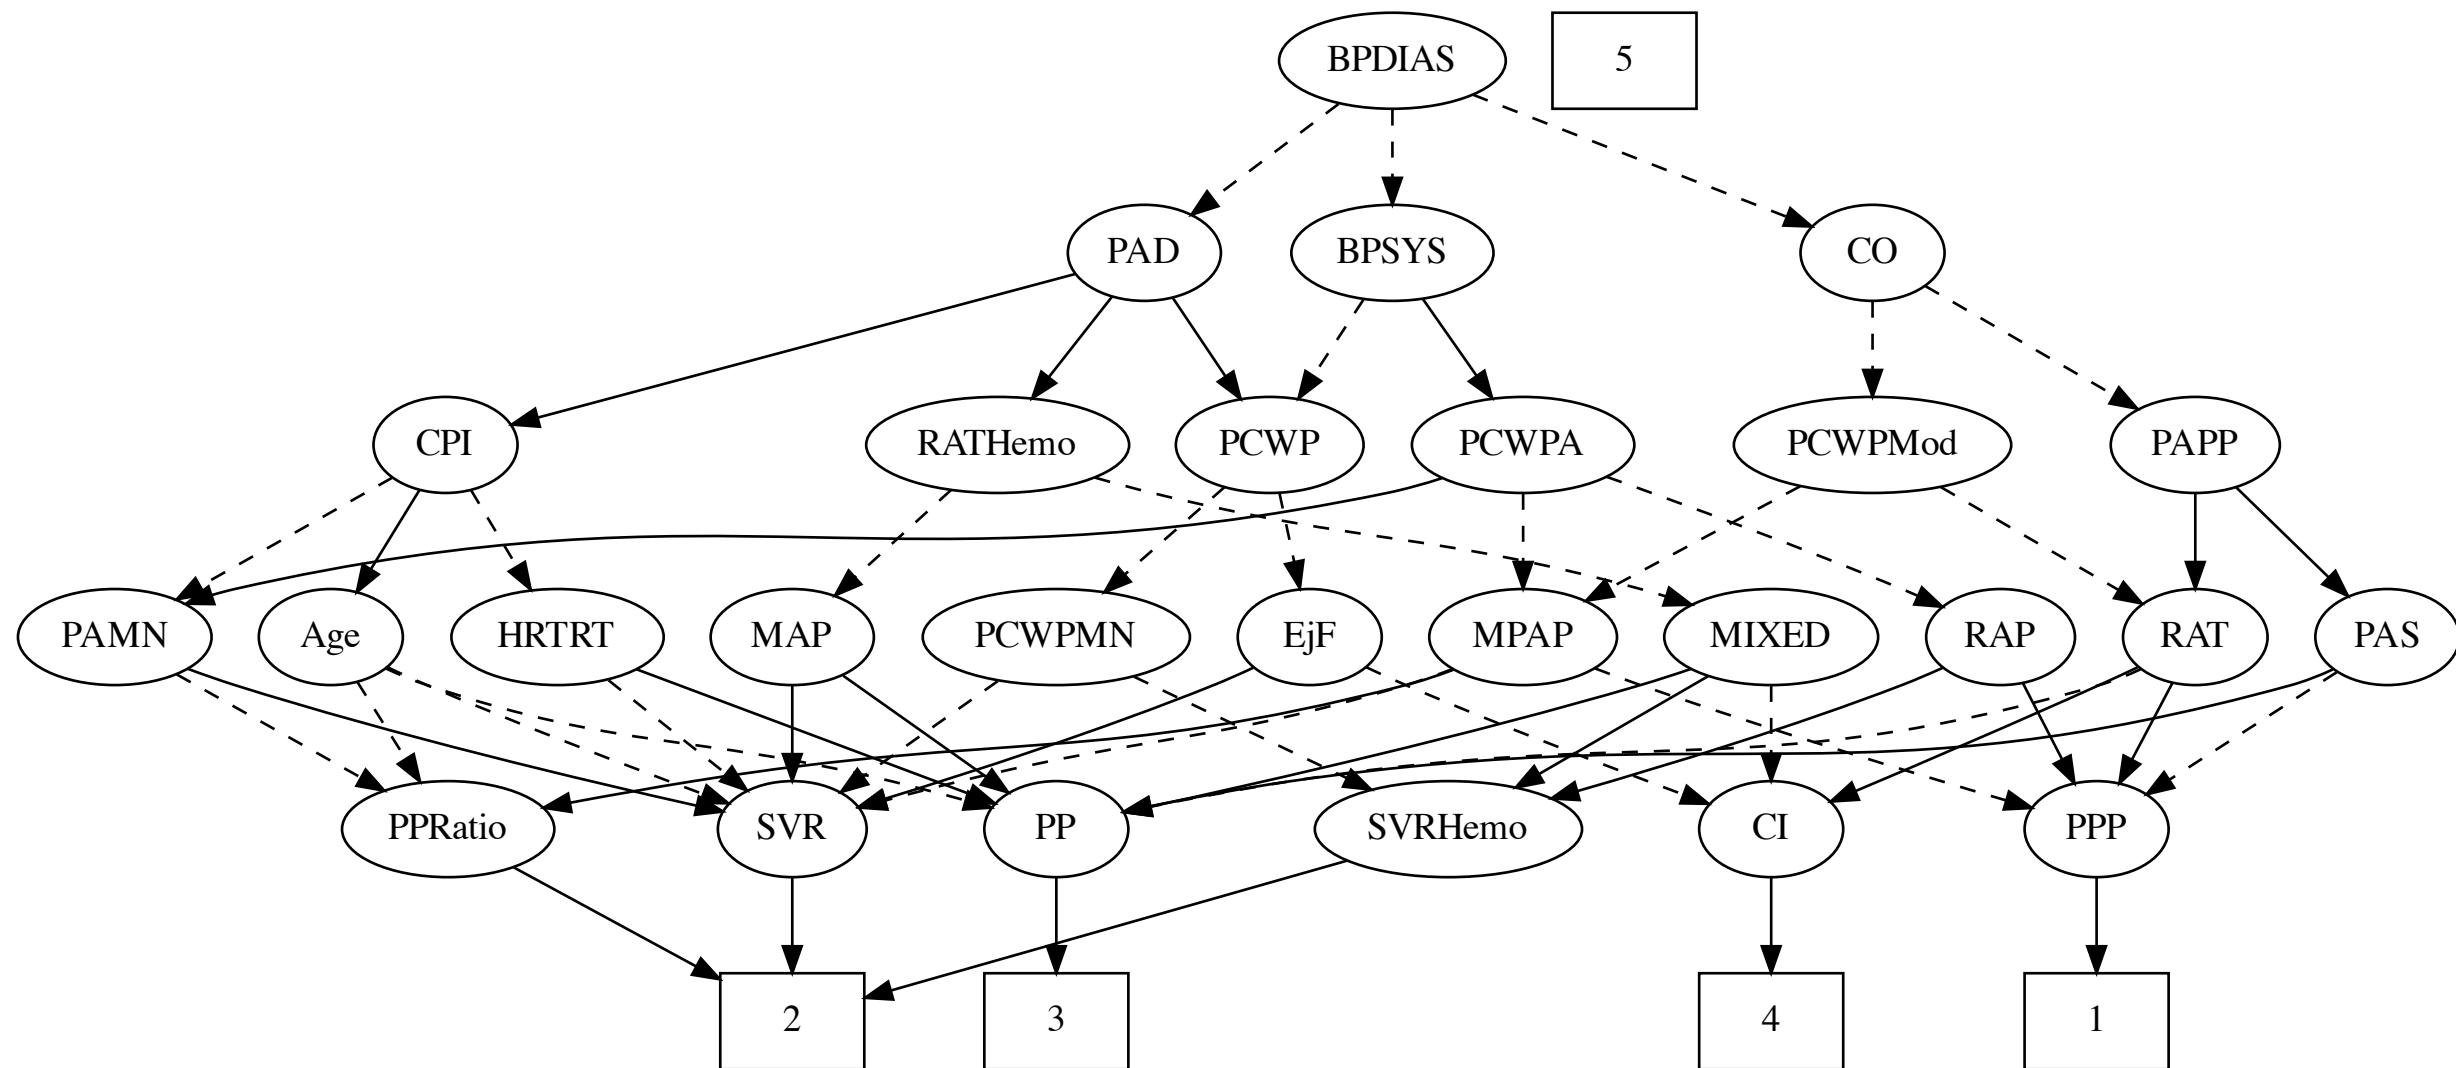 BPDIAS
5
PAD
BPSYS
CO
CPI
RATHemo
PCWP
PCWPA
PCWPMod
PAPP
PAMN
Age
HRTRT
MAP
PCWPMN
EjF
MPAP
MIXED
RAP
RAT
PAS
PPRatio
SVR
PP
SVRHemo
CI
PPP
2
3
4
1